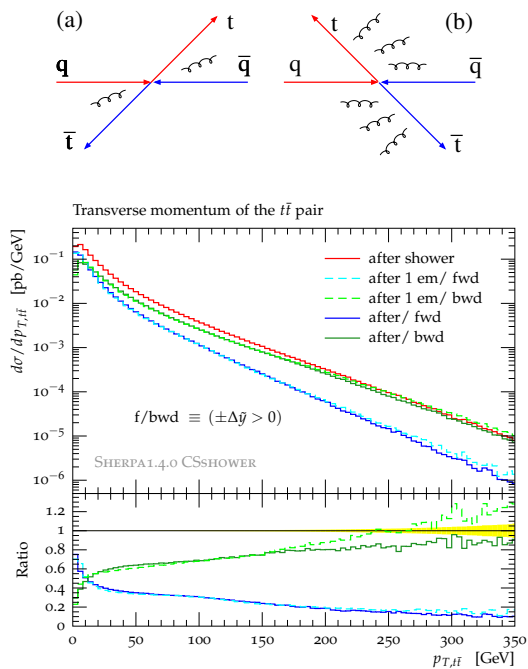 (a)
(b)
t
t
q
q̅
q
q̅
t̅
t̅
Transverse momentum of the tt̅ pair
dσ/dp_{T,tt̅} [pb/GeV]
10⁻¹
10⁻²
10⁻³
10⁻⁴
10⁻⁵
10⁻⁶
after shower
after 1 em/ fwd
after 1 em/ bwd
after/ fwd
after/ bwd
f/bwd ≡ (±Δỹ > 0)
SHERPA1.4.0 CSSHOWER
Ratio
1.2
1
0.8
0.6
0.4
0.2
0
0 50 100 150 200 250 300 350
p_{T,tt̅} [GeV]